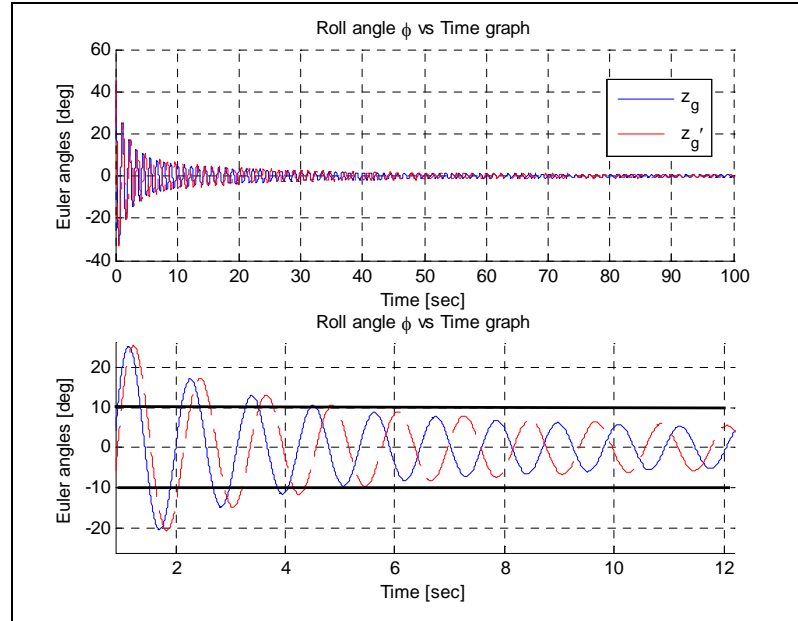 Roll angle ϕ vs Time graph
Euler angles [deg]
60
40
20
0
-20
-40
z_g
z_g'
0 10 20 30 40 50 60 70 80 90 100
Time [sec]
Roll angle ϕ vs Time graph
Euler angles [deg]
20
10
0
-10
-20
2 4 6 8 10 12
Time [sec]